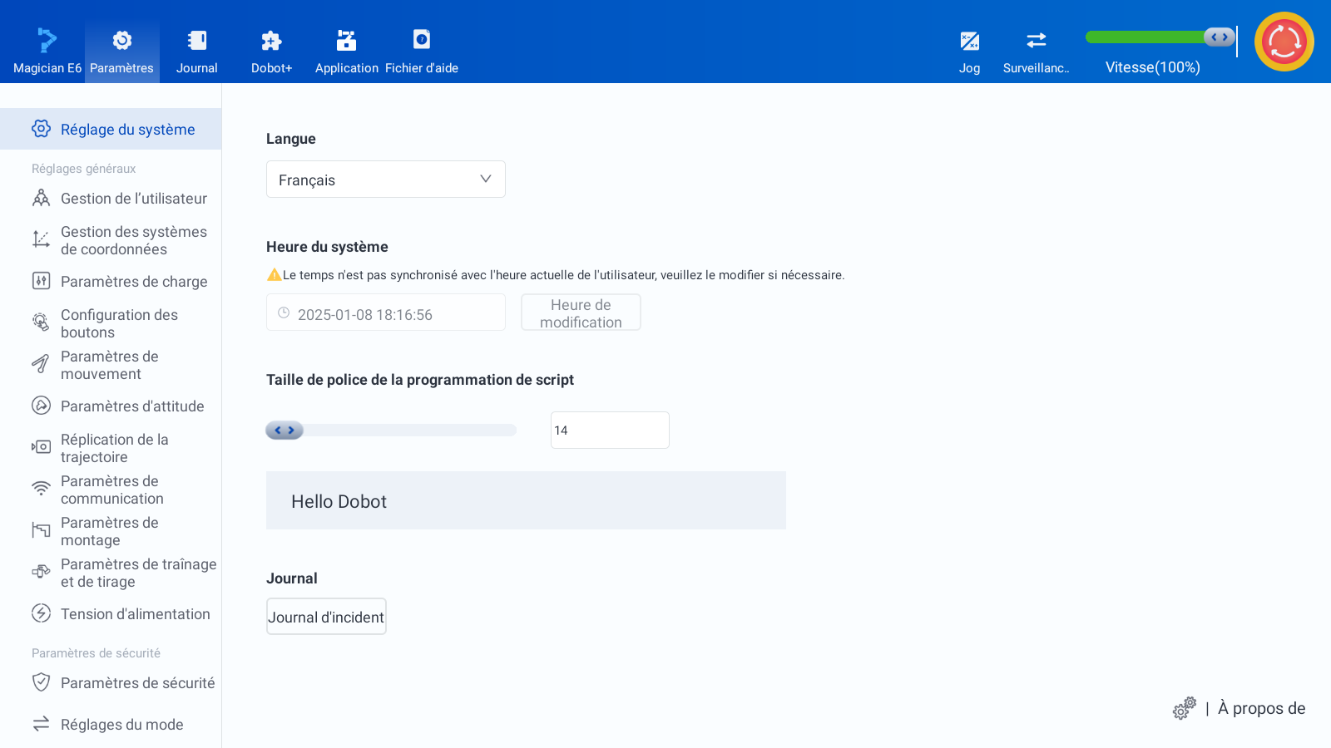 Magician E6
Paramètres
Journal
Dobot+
Application
Fichier d'aide
Jog
Surveillanc..
Vitesse(100%)
Réglage du système
Réglages généraux
Gestion de l'utilisateur
Gestion des systèmes
de coordonnées
Paramètres de charge
Configuration des
boutons
Paramètres de
mouvement
Paramètres d'attitude
Réplication de la
trajectoire
Paramètres de
communication
Paramètres de
montage
Paramètres de traînage
et de tirage
Tension d'alimentation
Paramètres de sécurité
Paramètres de sécurité
Réglages du mode
Langue
Français
Heure du système
Le temps n'est pas synchronisé avec l'heure actuelle de l'utilisateur, veuillez le modifier si nécessaire.
2025-01-08 18:16:56
Heure de
modification
Taille de police de la programmation de script
14
Hello Dobot
Journal
Journal d'incident
| À propos de